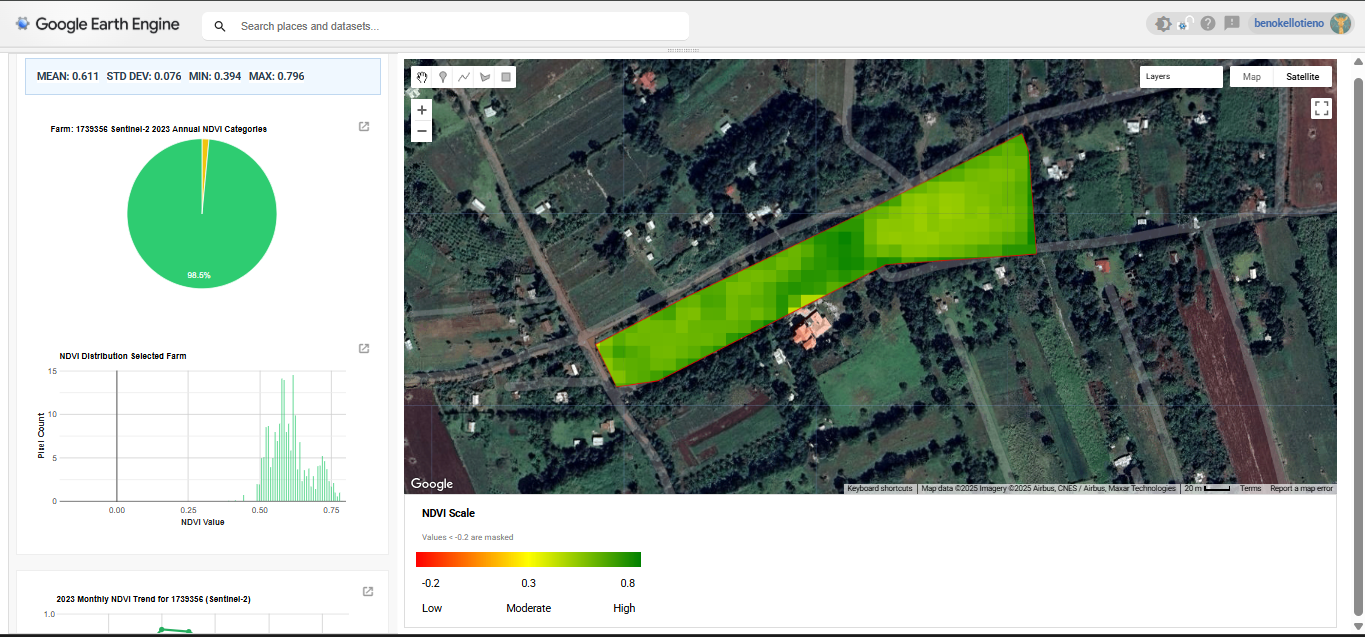 Google Earth Engine
Search places and datasets...
benokellotieno
MEAN: 0.611 STD DEV: 0.076 MIN: 0.394 MAX: 0.796
Farm: 1739356 Sentinel-2 2023 Annual NDVI Categories
98.5%
NDVI Distribution Selected Farm
15
10
5
0
Pixel Count
0.00 0.25 0.50 0.75
NDVI Value
2023 Monthly NDVI Trend for 1739356 (Sentinel-2)
1.0
+
−
Layers
Map Satellite
Google
Keyboard shortcuts Map data ©2025 Imagery ©2025 Airbus, CNES / Airbus, Maxar Technologies 20 m Terms Report a map error
NDVI Scale
Values < -0.2 are masked
-0.2 0.3 0.8
Low Moderate High